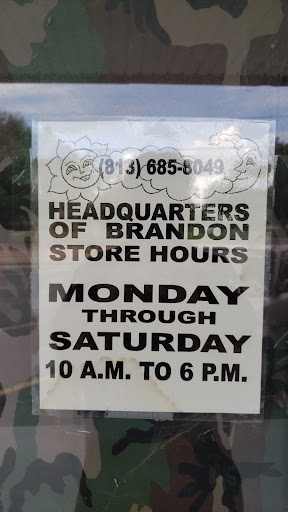 (813) 685-8049
HEADQUARTERS
OF BRANDON
STORE HOURS
MONDAY
THROUGH
SATURDAY
10 A.M. TO 6 P.M.